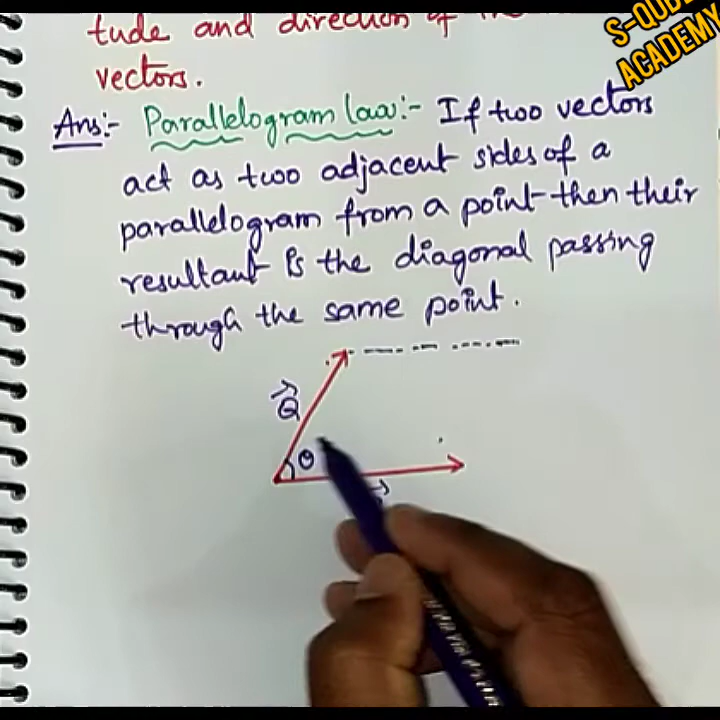 tude and direction of
vectors.
S-QUBE
ACADEMY
Ans:- Parallelogram law:- If two vectors
act as two adjacent sides of a
parallelogram from a point then their
resultant is the diagonal passing
through the same point.
Q
θ